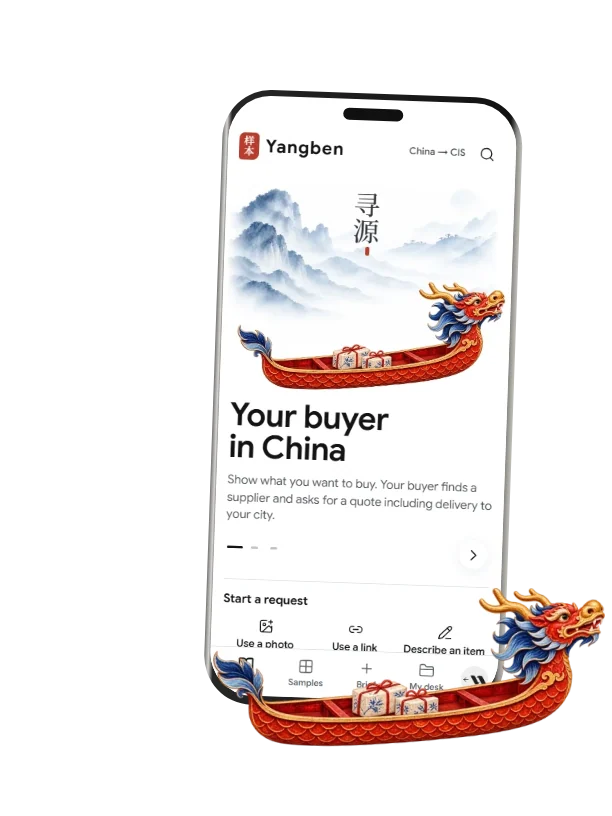 样本
Yangben
China → CIS
寻源
Your buyer
in China
Show what you want to buy. Your buyer finds a
supplier and asks for a quote including delivery to
your city.
Start a request
Use a photo
Use a link
Describe an item
Samples
My desk